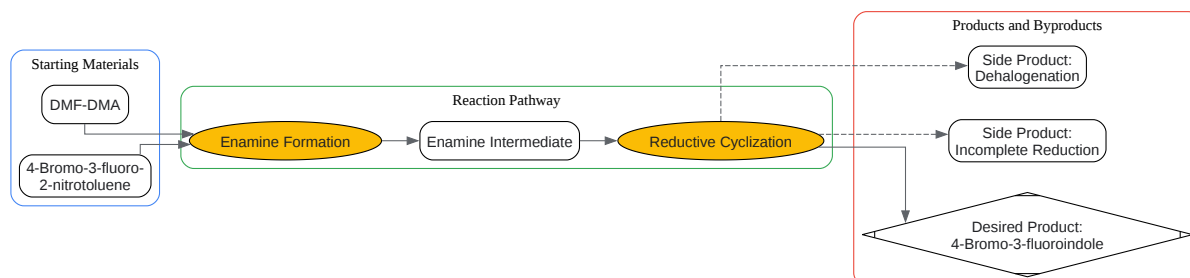 Products and Byproducts
Starting Materials
Side Product:
Dehalogenation
DMF-DMA
Reaction Pathway
Enamine Formation
Enamine Intermediate
Reductive Cyclization
Side Product:
Incomplete Reduction
4-Bromo-3-fluoro-
2-nitrotoluene
Desired Product:
4-Bromo-3-fluoroindole